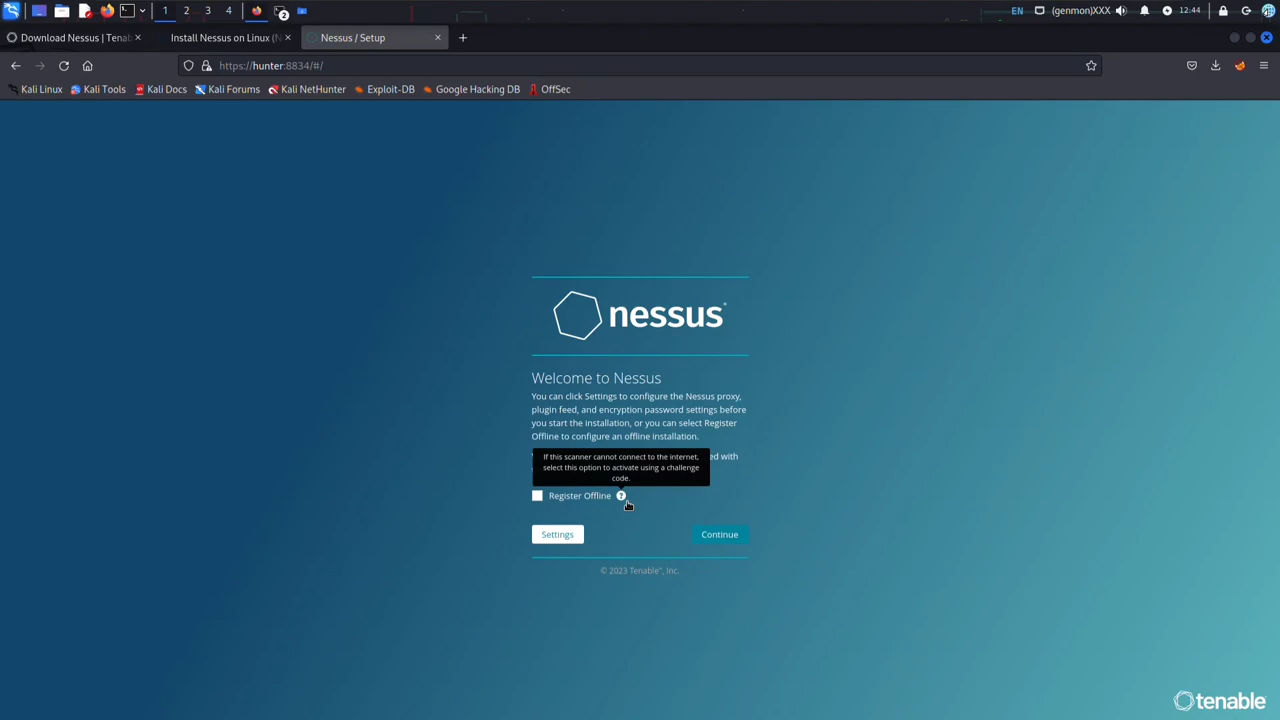 1 2 3 4 2 EN (genmon)XXX 12:44
Download Nessus | Tenab Install Nessus on Linux (N Nessus / Setup
https://hunter:8834/#/
Kali Linux Kali Tools Kali Docs Kali Forums Kali NetHunter Exploit-DB Google Hacking DB OffSec
nessus
Welcome to Nessus
You can click Settings to configure the Nessus proxy,
plugin feed, and encryption password settings before
you start the installation, or you can select Register
Offline to configure an offline installation.
ed with
If this scanner cannot connect to the internet,
select this option to activate using a challenge
code.
Register Offline ?
Settings Continue
© 2023 Tenable™, Inc.
tenable